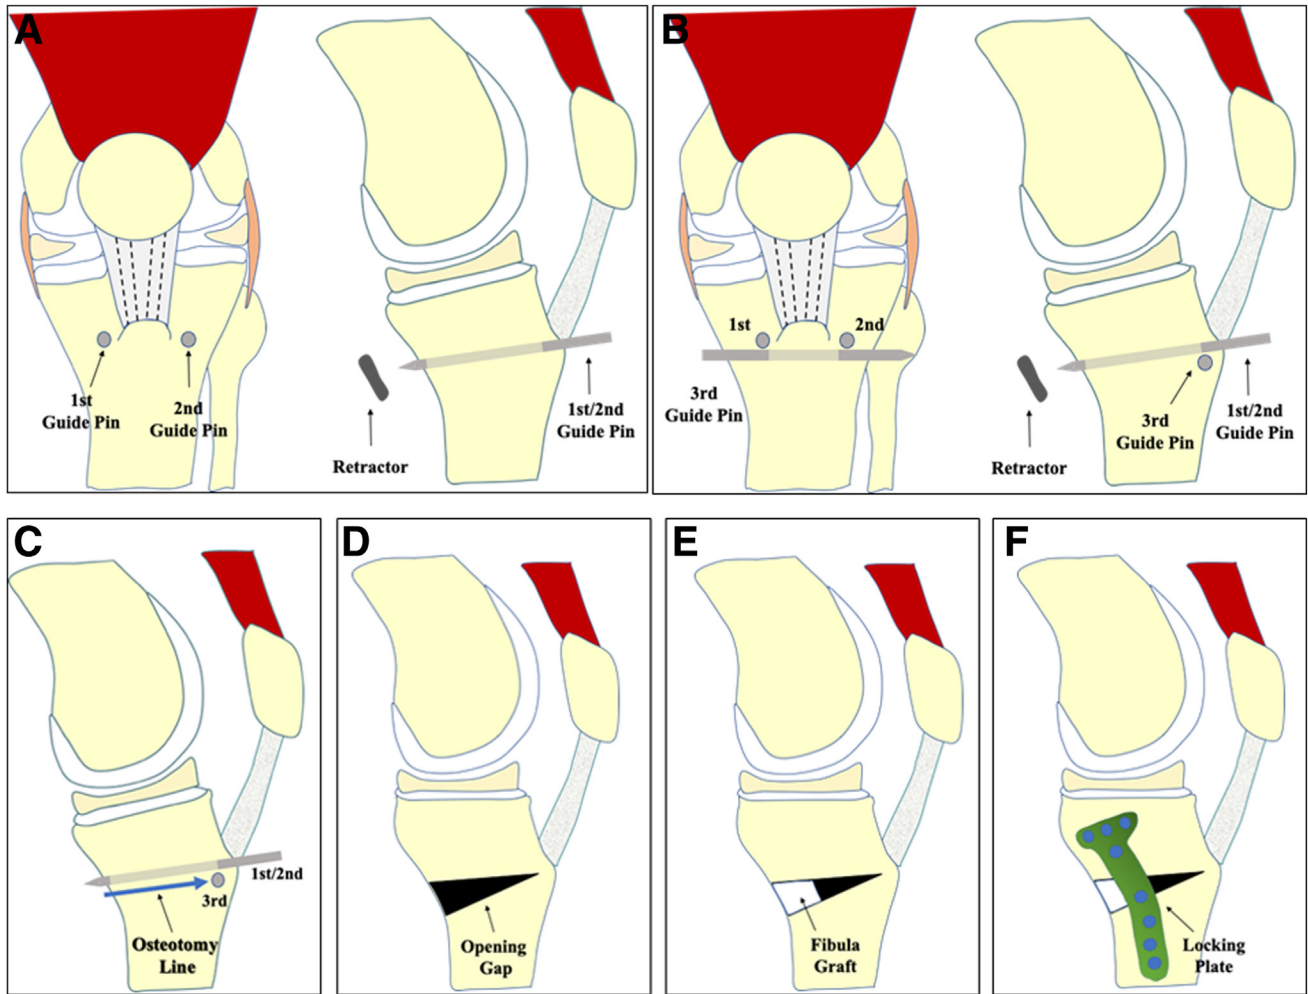 A
1st
Guide Pin
2nd
Guide Pin
Retractor
1st/2nd
Guide Pin
B
1st
2nd
3rd
Guide Pin
Retractor
3rd
Guide Pin
1st/2nd
Guide Pin
C
1st/2nd
3rd
Osteotomy
Line
D
Opening
Gap
E
Fibula
Graft
F
Locking
Plate